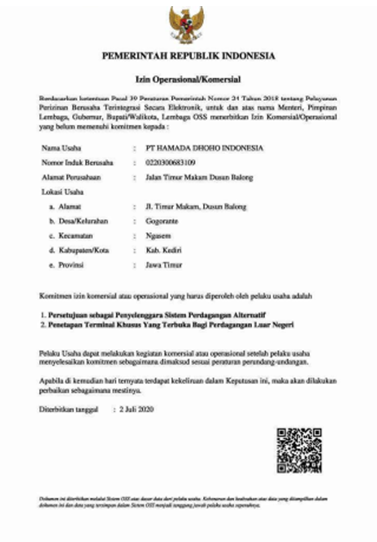 PEMERINTAH REPUBLIK INDONESIA
Izin Operasional/Komersial
Berdasarkan ketentuan Pasal 39 Peraturan Pemerintah Nomor 24 Tahun 2018 tentang Pelayanan
Perizinan Berusaha Terintegrasi Secara Elektronik, untuk dan atas nama Menteri, Pimpinan
Lembaga, Gubernur, Bupati/Walikota, Lembaga OSS menerbitkan Izin Komersial/Operasional
yang belum memenuhi komitmen kepada :
Nama Usaha : PT HAMADA DHOHO INDONESIA
Nomor Induk Berusaha : 0220300683109
Alamat Perusahaan : Jalan Timur Makam Dusun Balong
Lokasi Usaha
a. Alamat : Jl. Timur Makam, Dusun Balong
b. Desa/Kelurahan : Gogorante
c. Kecamatan : Ngasem
d. Kabupaten/Kota : Kab. Kediri
e. Provinsi : Jawa Timur
Komitmen izin komersial atau operasional yang harus diperoleh oleh pelaku usaha adalah
1. Persetujuan sebagai Penyelenggara Sistem Perdagangan Alternatif
2. Penetapan Terminal Khusus Yang Terbuka Bagi Perdagangan Luar Negeri
Pelaku Usaha dapat melakukan kegiatan komersial atau operasional setelah pelaku usaha
menyelesaikan komitmen sebagaimana dimaksud sesuai peraturan perundang-undangan.
Apabila di kemudian hari ternyata terdapat kekeliruan dalam Keputusan ini, maka akan dilakukan
perbaikan sebagaimana mestinya.
Diterbitkan tanggal : 2 Juli 2020
Dokumen ini diterbitkan melalui Sistem OSS atas dasar data dari pelaku usaha. Kebenaran dan keabsahan atas data yang ditampilkan dalam
dokumen ini dan data yang tersimpan dalam Sistem OSS menjadi tanggung jawab pelaku usaha sepenuhnya.